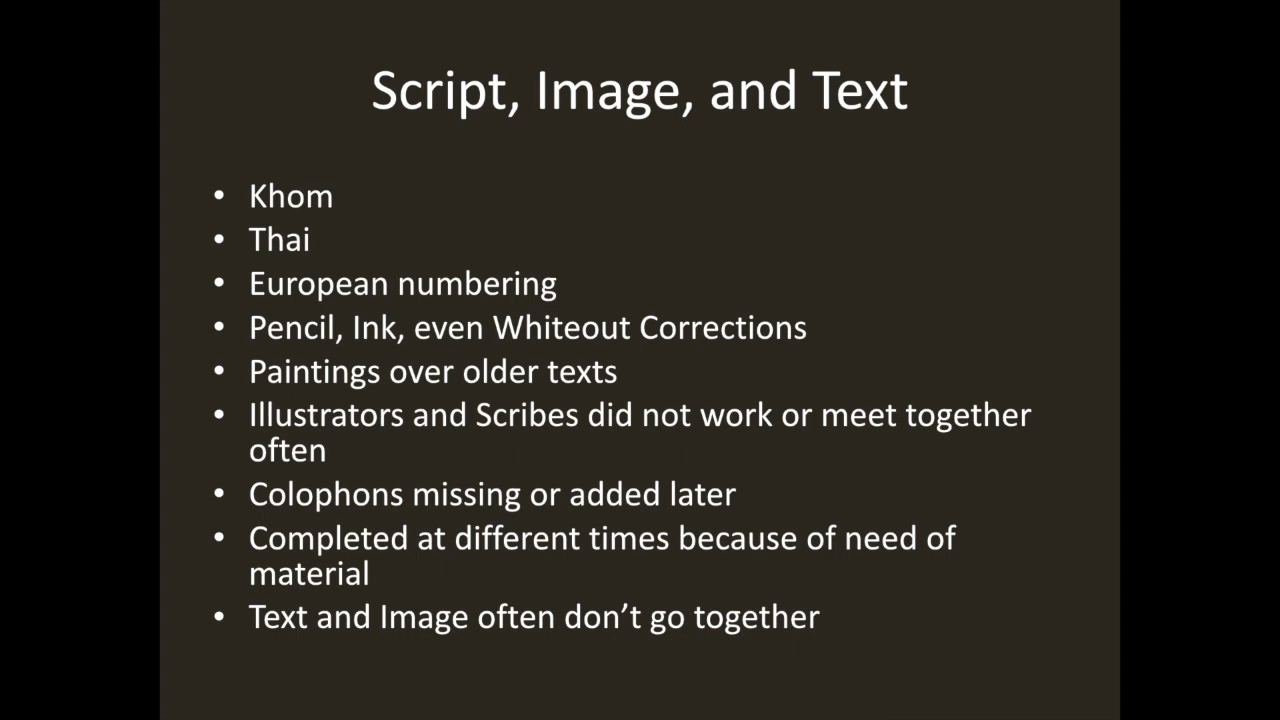 Script, Image, and Text
• Khom
• Thai
• European numbering
• Pencil, Ink, even Whiteout Corrections
• Paintings over older texts
• Illustrators and Scribes did not work or meet together
often
• Colophons missing or added later
• Completed at different times because of need of
material
• Text and Image often don’t go together